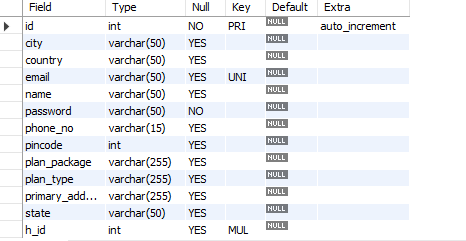 Field Type Null Key Default Extra
id int NO PRI NULL auto_increment
city varchar(50) YES NULL
country varchar(50) YES NULL
email varchar(50) YES UNI NULL
name varchar(50) YES NULL
password varchar(50) NO NULL
phone_no varchar(15) YES NULL
pincode int YES NULL
plan_package varchar(255) YES NULL
plan_type varchar(255) YES NULL
primary_add... varchar(255) YES NULL
state varchar(50) YES NULL
h_id int YES MUL NULL